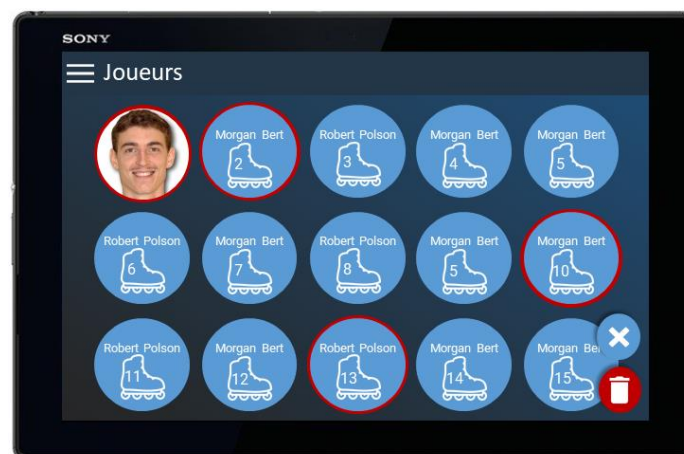 SONY
Joueurs
Morgan Bert
2
Robert Polson
3
Morgan Bert
4
Morgan Bert
5
Robert Polson
6
Morgan Bert
7
Robert Polson
8
Morgan Bert
5
Morgan Bert
10
Robert Polson
11
Morgan Bert
12
Robert Polson
13
Morgan Bert
14
Morgan
15